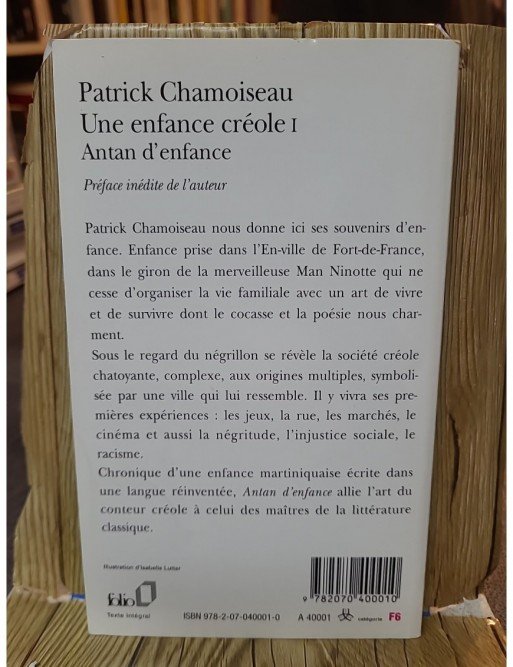 Patrick Chamoiseau
Une enfance créole I
Antan d'enfance
Préface inédite de l'auteur
Patrick Chamoiseau nous donne ici ses souvenirs d'en-
fance. Enfance prise dans l'En-ville de Fort-de-France,
dans le giron de la merveilleuse Man Ninotte qui ne
cesse d'organiser la vie familiale avec un art de vivre
et de survivre dont le cocasse et la poésie nous char-
ment.
Sous le regard du négrillon se révèle la société créole
chatoyante, complexe, aux origines multiples, symboli-
sée par une ville qui lui ressemble. Il y vivra ses pre-
mières expériences : les jeux, la rue, les marchés, le
cinéma et aussi la négritude, l'injustice sociale, le
racisme.
Chronique d'une enfance martiniquaise écrite dans
une langue réinventée, Antan d'enfance allie l'art du
conteur créole à celui des maîtres de la littérature
classique.
Illustration d'Isabelle Lutter
folio
Texte intégral
9 782070 400010
ISBN 978-2-07-040001-0 A 40001 catégorie F6